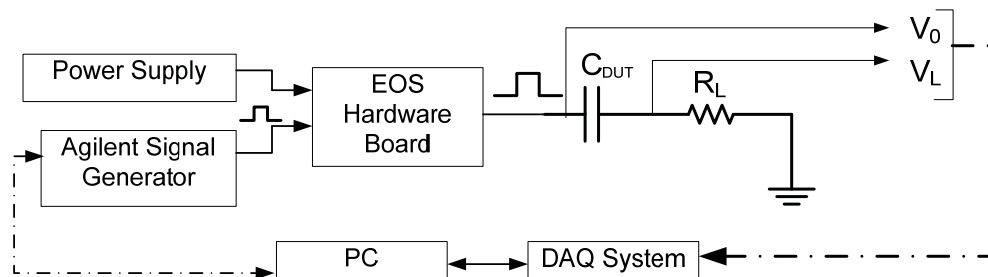 Power Supply
Agilent Signal
Generator
EOS
Hardware
Board
C_DUT
R_L
V_0
V_L
PC
DAQ System